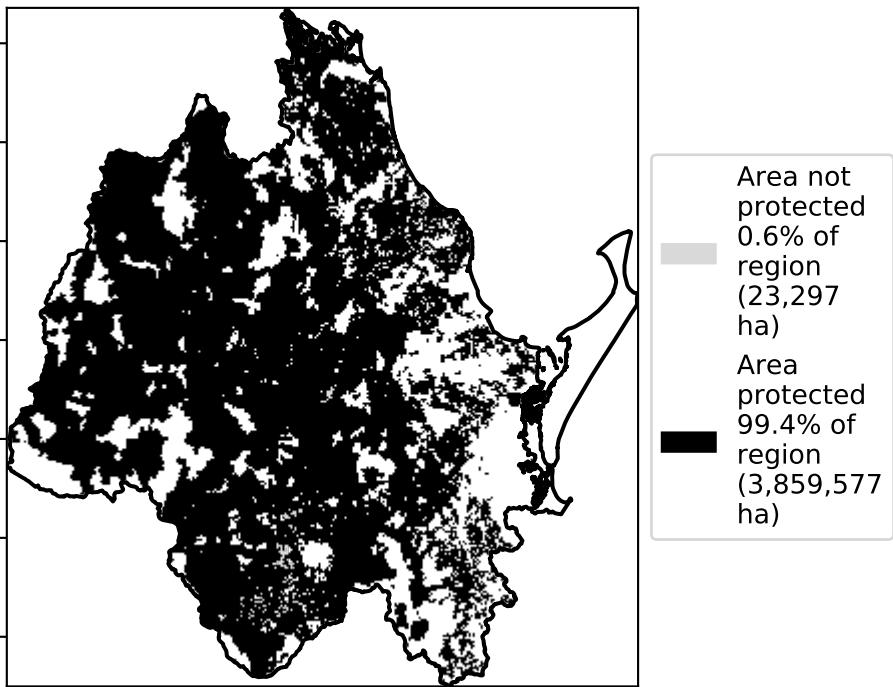 Area not
protected
0.6% of
region
(23,297
ha)
Area
protected
99.4% of
region
(3,859,577
ha)